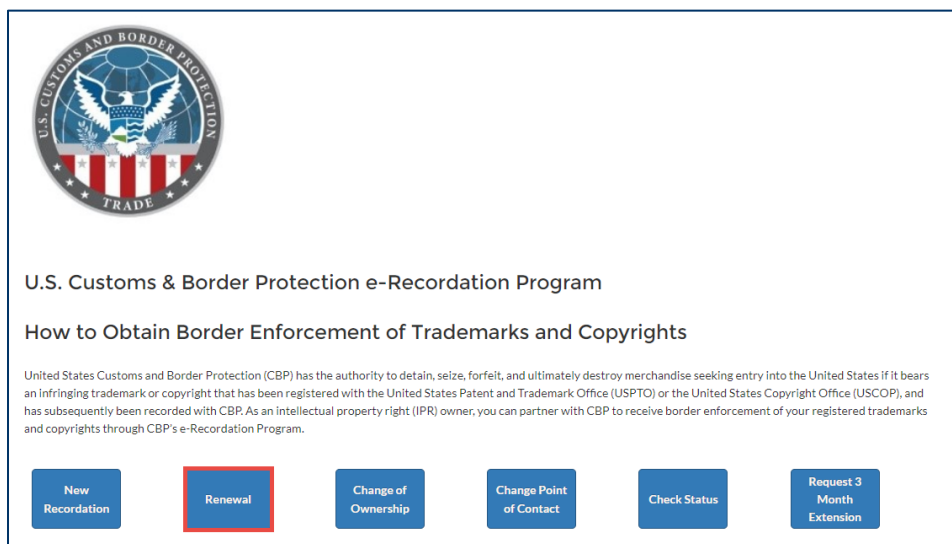 U.S. CUSTOMS AND BORDER PROTECTION
TRADE
U.S. Customs & Border Protection e-Recordation Program
How to Obtain Border Enforcement of Trademarks and Copyrights
United States Customs and Border Protection (CBP) has the authority to detain, seize, forfeit, and ultimately destroy merchandise seeking entry into the United States if it bears
an infringing trademark or copyright that has been registered with the United States Patent and Trademark Office (USPTO) or the United States Copyright Office (USCOP), and
has subsequently been recorded with CBP. As an intellectual property right (IPR) owner, you can partner with CBP to receive border enforcement of your registered trademarks
and copyrights through CBP's e-Recordation Program.
New
Recordation
Renewal
Change of
Ownership
Change Point
of Contact
Check Status
Request 3
Month
Extension